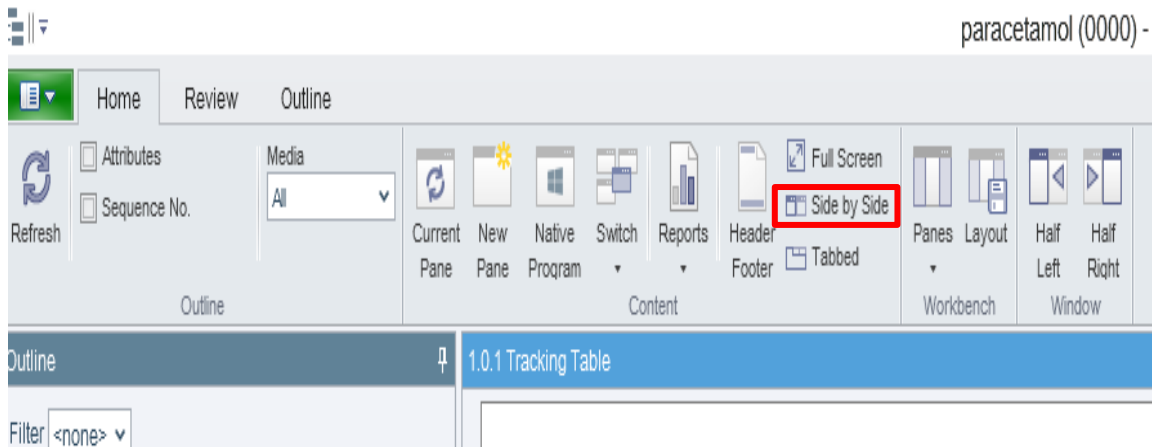 paracetamol (0000) -
Home Review Outline
Attributes
Sequence No.
Refresh
Outline
Media
All
Current Pane
New Pane
Native Program
Switch
Reports
Header Footer
Full Screen
Side by Side
Tabbed
Content
Panes
Layout
Workbench
Half Left
Half Right
Window
Outline
1.0.1 Tracking Table
Filter <none>